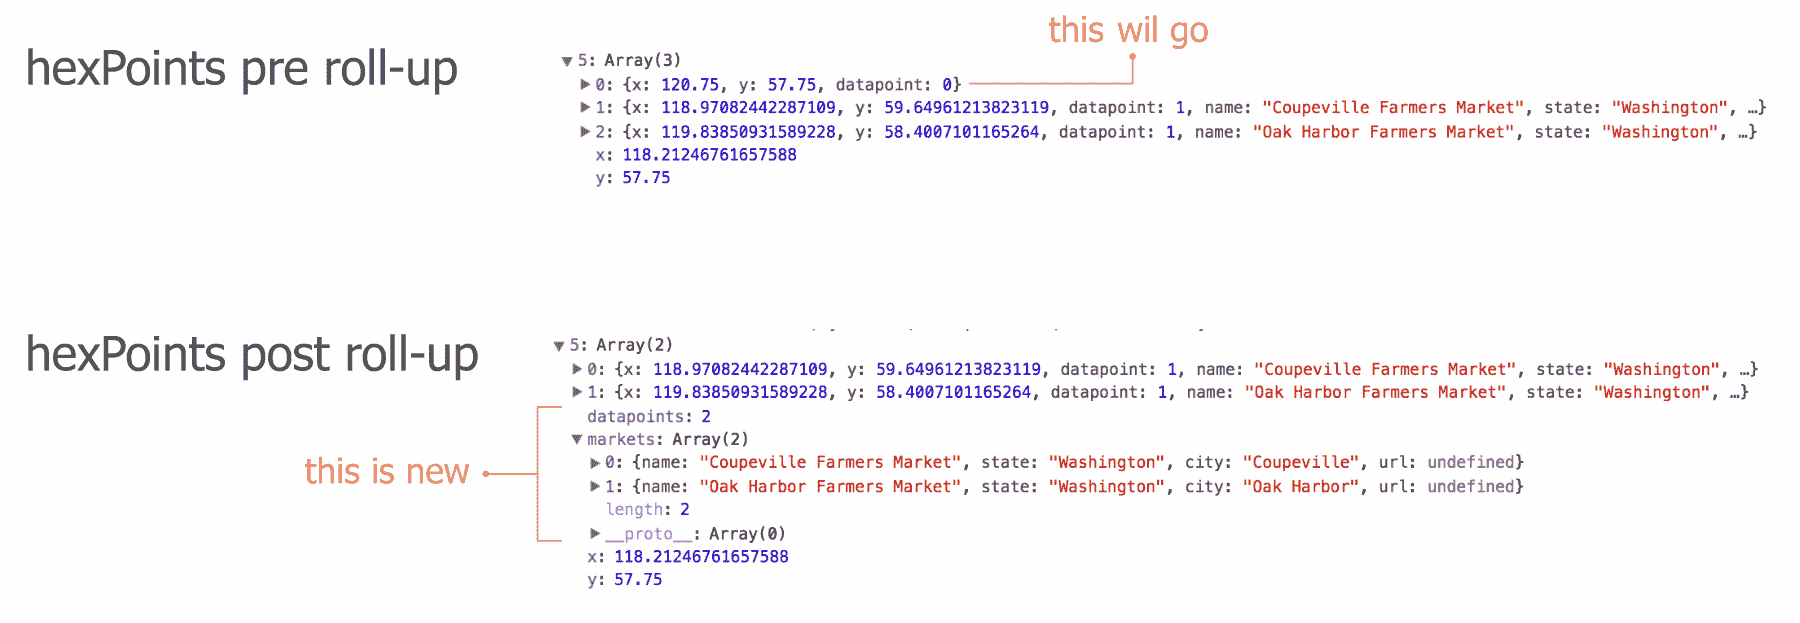 this wil go
hexPoints pre roll-up
▼ 5: Array(3)
▶ 0: {x: 120.75, y: 57.75, datapoint: 0}
▶ 1: {x: 118.97082442287109, y: 59.64961213823119, datapoint: 1, name: "Coupeville Farmers Market", state: "Washington", …}
▶ 2: {x: 119.83850931589228, y: 58.4007101165264, datapoint: 1, name: "Oak Harbor Farmers Market", state: "Washington", …}
x: 118.21246761657588
y: 57.75
hexPoints post roll-up
▼ 5: Array(2)
▶ 0: {x: 118.97082442287109, y: 59.64961213823119, datapoint: 1, name: "Coupeville Farmers Market", state: "Washington", …}
▶ 1: {x: 119.83850931589228, y: 58.4007101165264, datapoint: 1, name: "Oak Harbor Farmers Market", state: "Washington", …}
datapoints: 2
▼ markets: Array(2)
▶ 0: {name: "Coupeville Farmers Market", state: "Washington", city: "Coupeville", url: undefined}
this is new
▶ 1: {name: "Oak Harbor Farmers Market", state: "Washington", city: "Oak Harbor", url: undefined}
length: 2
▶ __proto__: Array(0)
x: 118.21246761657588
y: 57.75